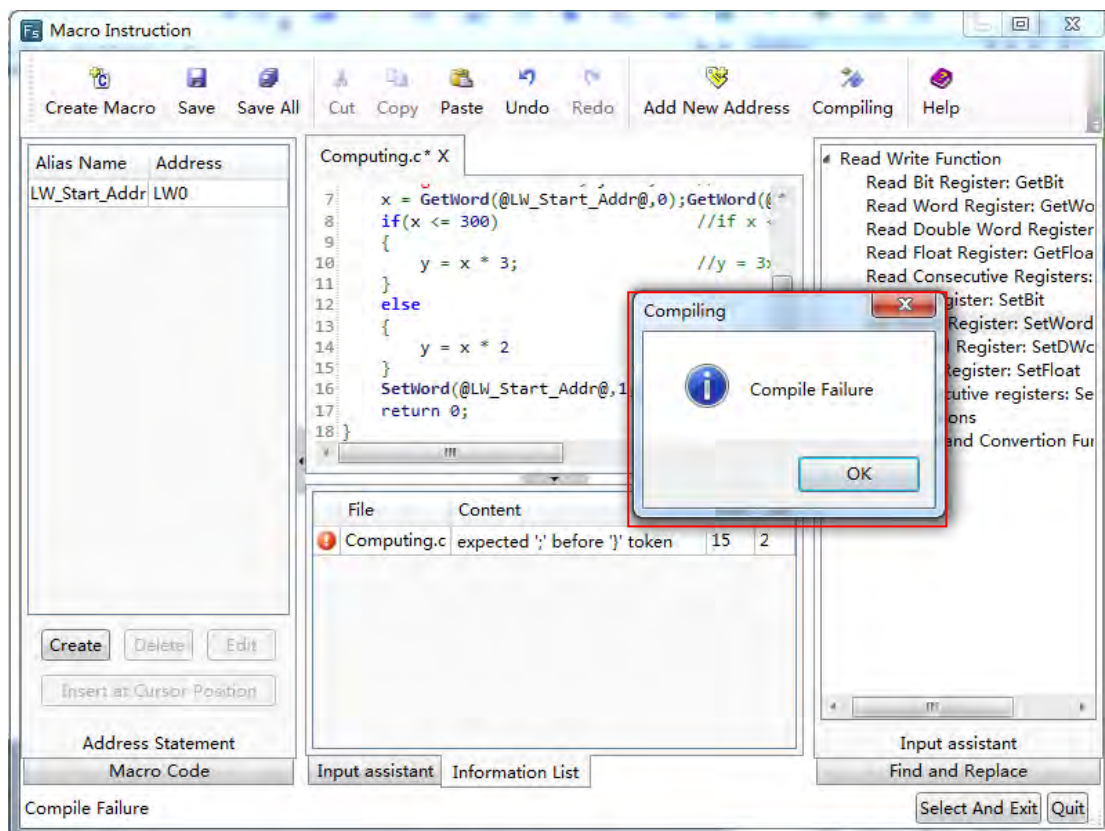 Fs Macro Instruction
Create Macro Save Save All Cut Copy Paste Undo Redo Add New Address Compiling Help
Alias Name Address
LW_Start_Addr LW0
Create Delete Edit
Insert at Cursor Position
Address Statement
Macro Code
Computing.c* X
7 x = GetWord(@LW_Start_Addr@,0);GetWord(@
8 if(x <= 300) //if x <
9 {
10 y = x * 3; //y = 3x
11 }
12 else
13 {
14 y = x * 2
15 }
16 SetWord(@LW_Start_Addr@,1
17 return 0;
18 }
File Content
Computing.c expected ';' before '}' token 15 2
Input assistant Information List
Compiling
Compile Failure
OK
Read Write Function
Read Bit Register: GetBit
Read Word Register: GetWo
Read Double Word Register
Read Float Register: GetFloa
Read Consecutive Registers:
gister: SetBit
Register: SetWord
Register: SetDWo
Register: SetFloat
cutive registers: Se
ons
and Convertion Fun
Input assistant
Find and Replace
Compile Failure
Select And Exit Quit